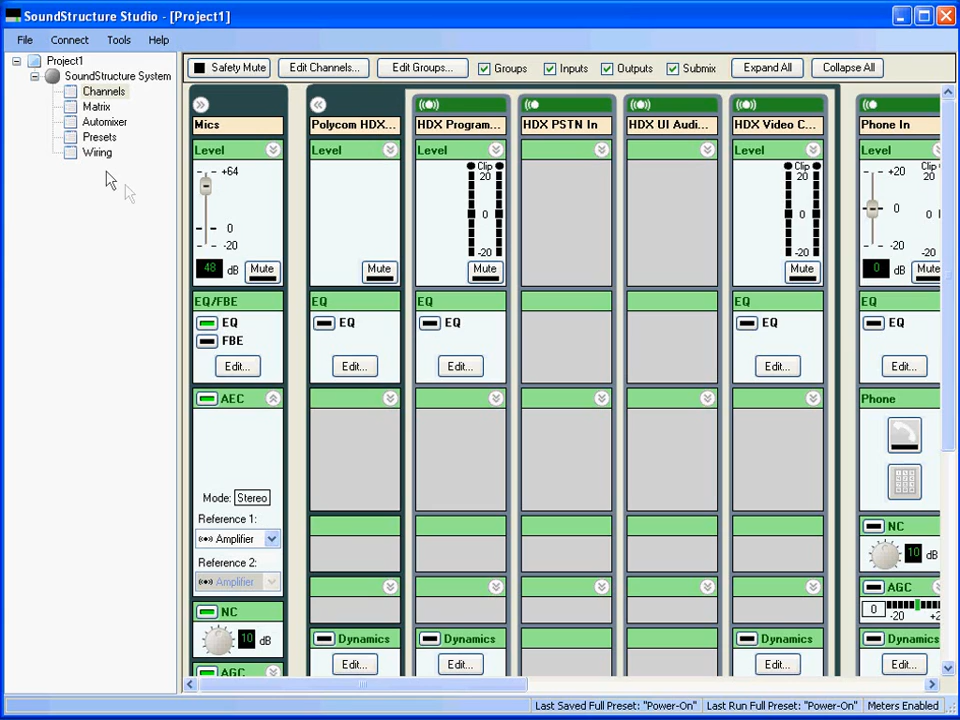 SoundStructure Studio - [Project1]
File Connect Tools Help
Project1
SoundStructure System
Channels
Matrix
Automixer
Presets
Wiring
Safety Mute Edit Channels... Edit Groups... Groups Inputs Outputs Submix Expand All Collapse All
Mics Polycom HDX... HDX Program... HDX PSTN In HDX UI Audi... HDX Video C... Phone In
Level Level Level Level Level
+64 Clip Clip +20 Clip
20 20 20
0 0 0 0 0
-20 -20 -20 -20 -20
48 dB Mute Mute Mute Mute 0 dB Mute
EQ/FBE EQ EQ EQ EQ
EQ EQ EQ EQ EQ
FBE
Edit... Edit... Edit... Edit... Edit...
AEC Phone
Mode: Stereo
Reference 1:
Amplifier
Reference 2:
Amplifier
NC
10 dB
NC
10 dB
AGC
0 -20
AGC Dynamics Dynamics Dynamics Dynamics
Edit... Edit... Edit... Edit...
Last Saved Full Preset: "Power-On" Last Run Full Preset: "Power-On" Meters Enabled